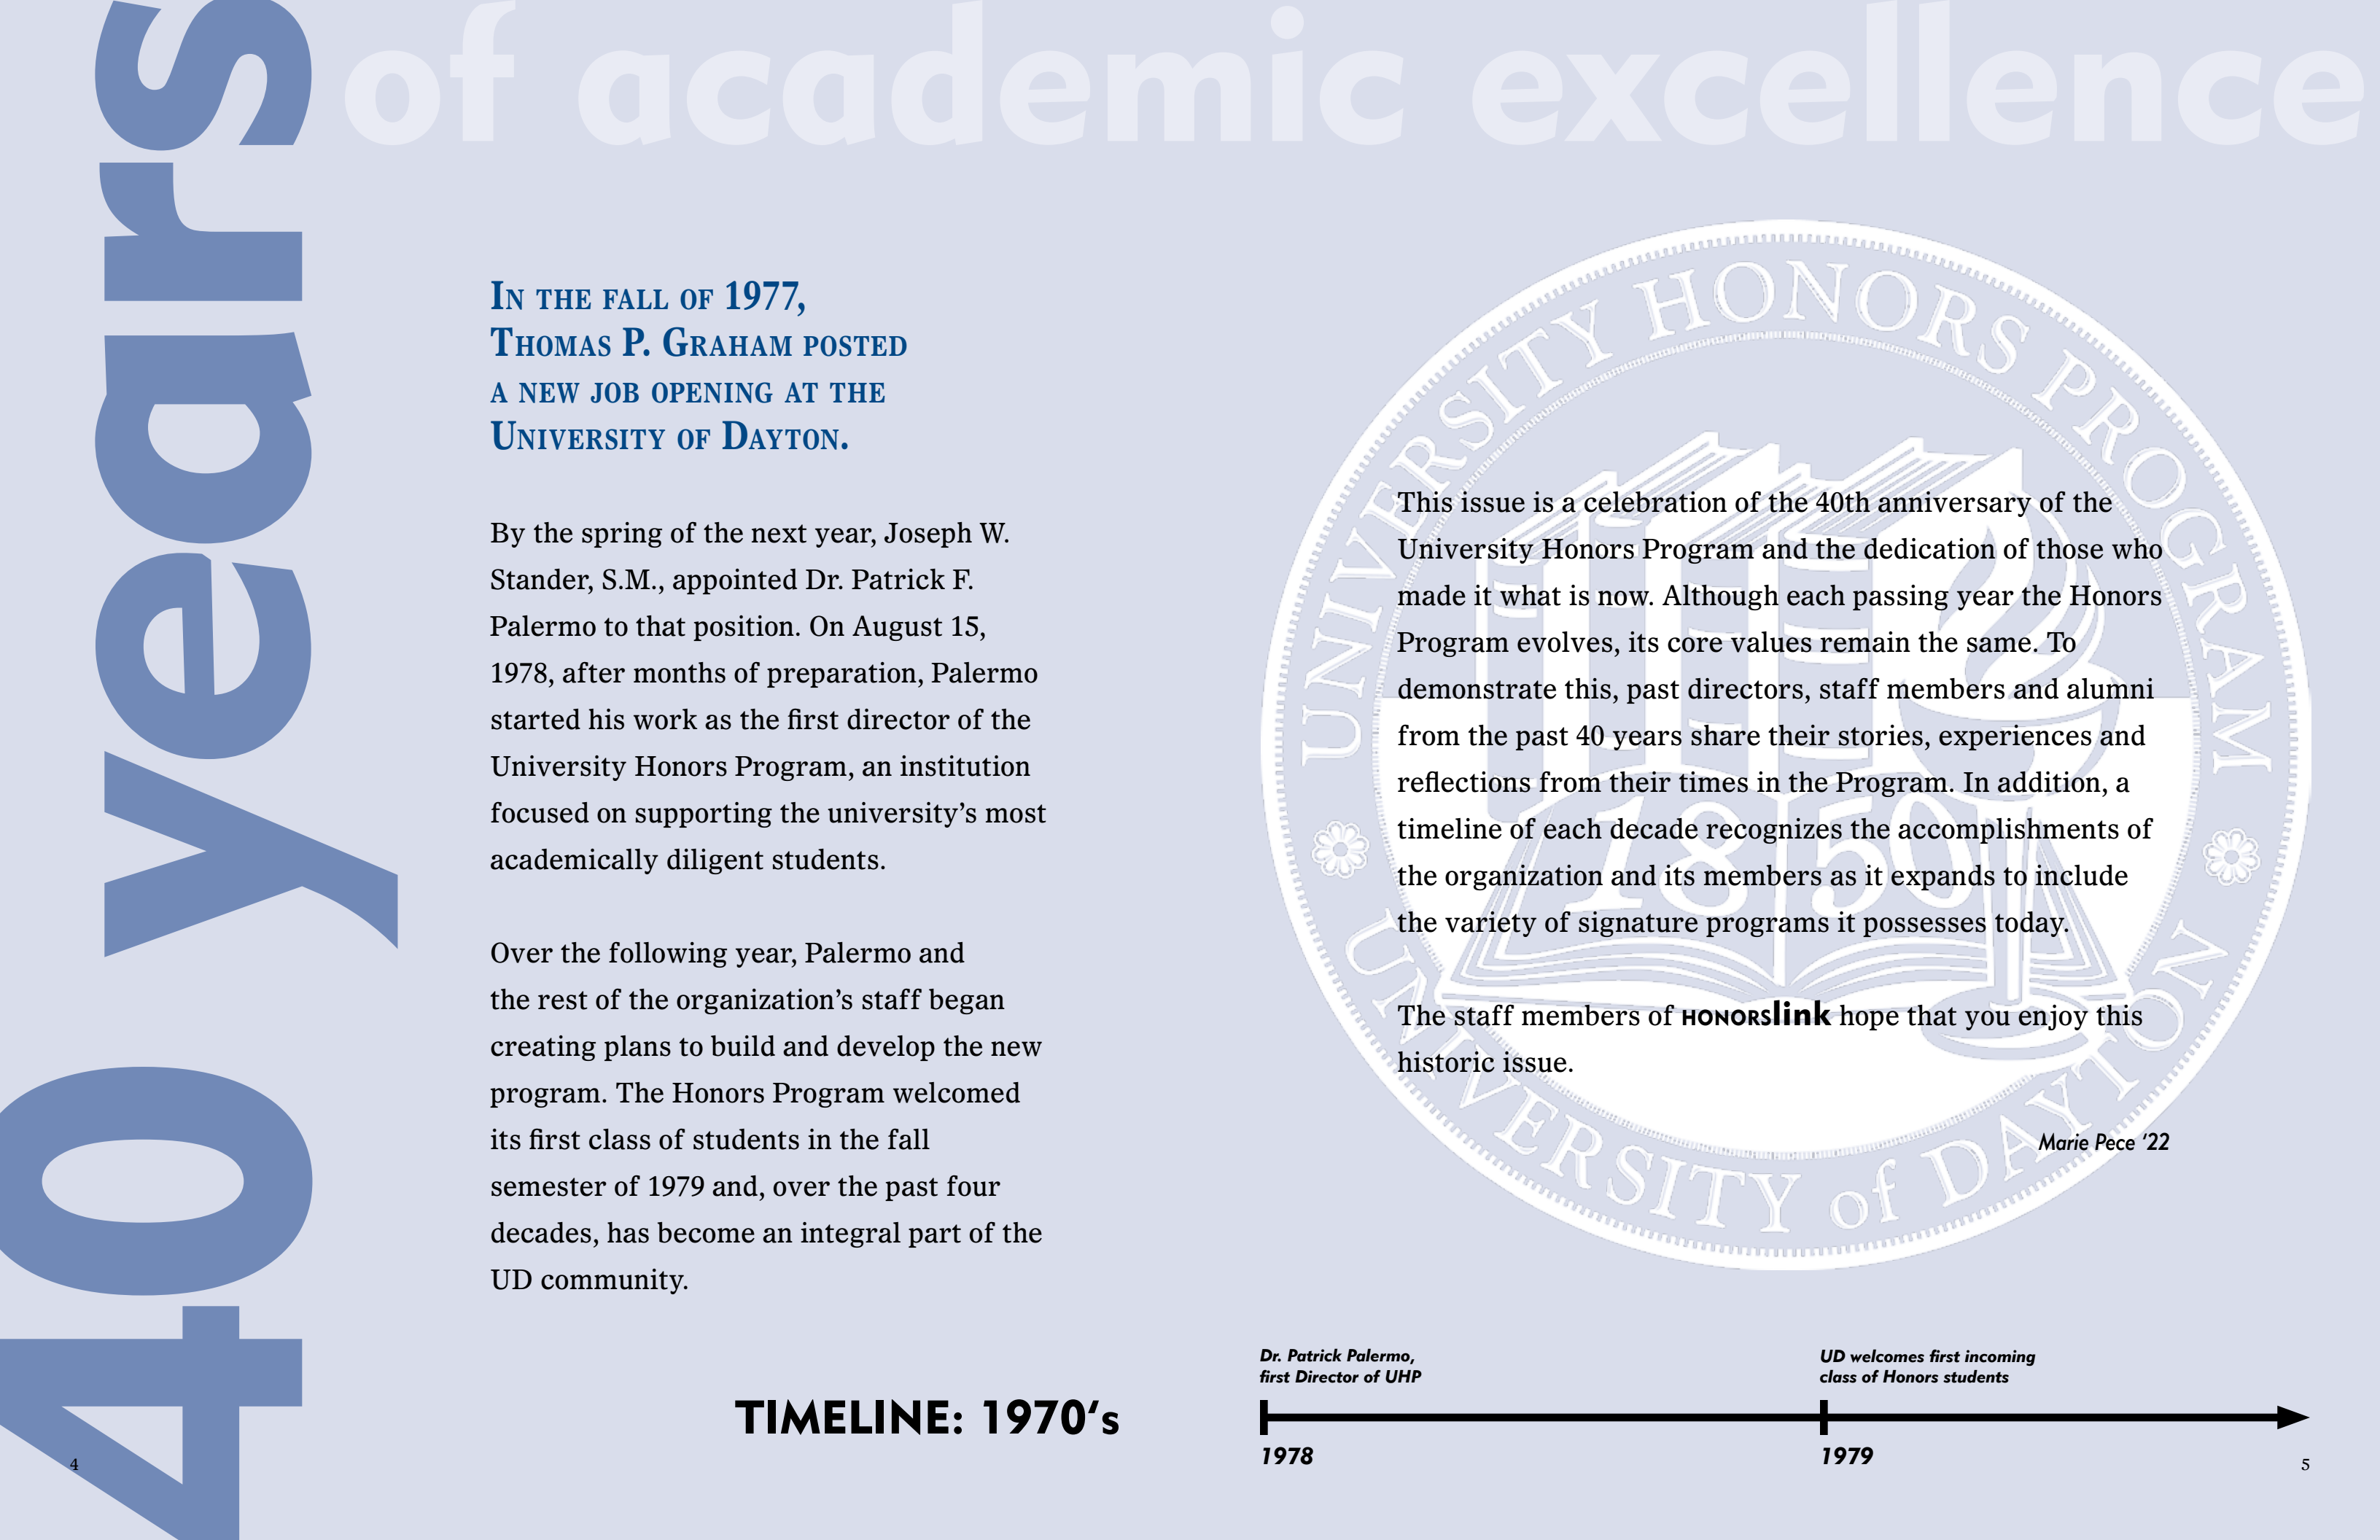 40 years
of academic excellence
In the fall of 1977,
Thomas P. Graham posted
a new job opening at the
University of Dayton.
By the spring of the next year, Joseph W.
Stander, S.M., appointed Dr. Patrick F.
Palermo to that position. On August 15,
1978, after months of preparation, Palermo
started his work as the first director of the
University Honors Program, an institution
focused on supporting the university’s most
academically diligent students.
Over the following year, Palermo and
the rest of the organization’s staff began
creating plans to build and develop the new
program. The Honors Program welcomed
its first class of students in the fall
semester of 1979 and, over the past four
decades, has become an integral part of the
UD community.
UNIVERSITY HONORS PROGRAM
1850
UNIVERSITY of DAYTON
This issue is a celebration of the 40th anniversary of the
University Honors Program and the dedication of those who
made it what is now. Although each passing year the Honors
Program evolves, its core values remain the same. To
demonstrate this, past directors, staff members and alumni
from the past 40 years share their stories, experiences and
reflections from their times in the Program. In addition, a
timeline of each decade recognizes the accomplishments of
the organization and its members as it expands to include
the variety of signature programs it possesses today.
The staff members of HONORSlink hope that you enjoy this
historic issue.
Marie Pece ‘22
TIMELINE: 1970‘s
Dr. Patrick Palermo,
first Director of UHP
1978
UD welcomes first incoming
class of Honors students
1979
4
5